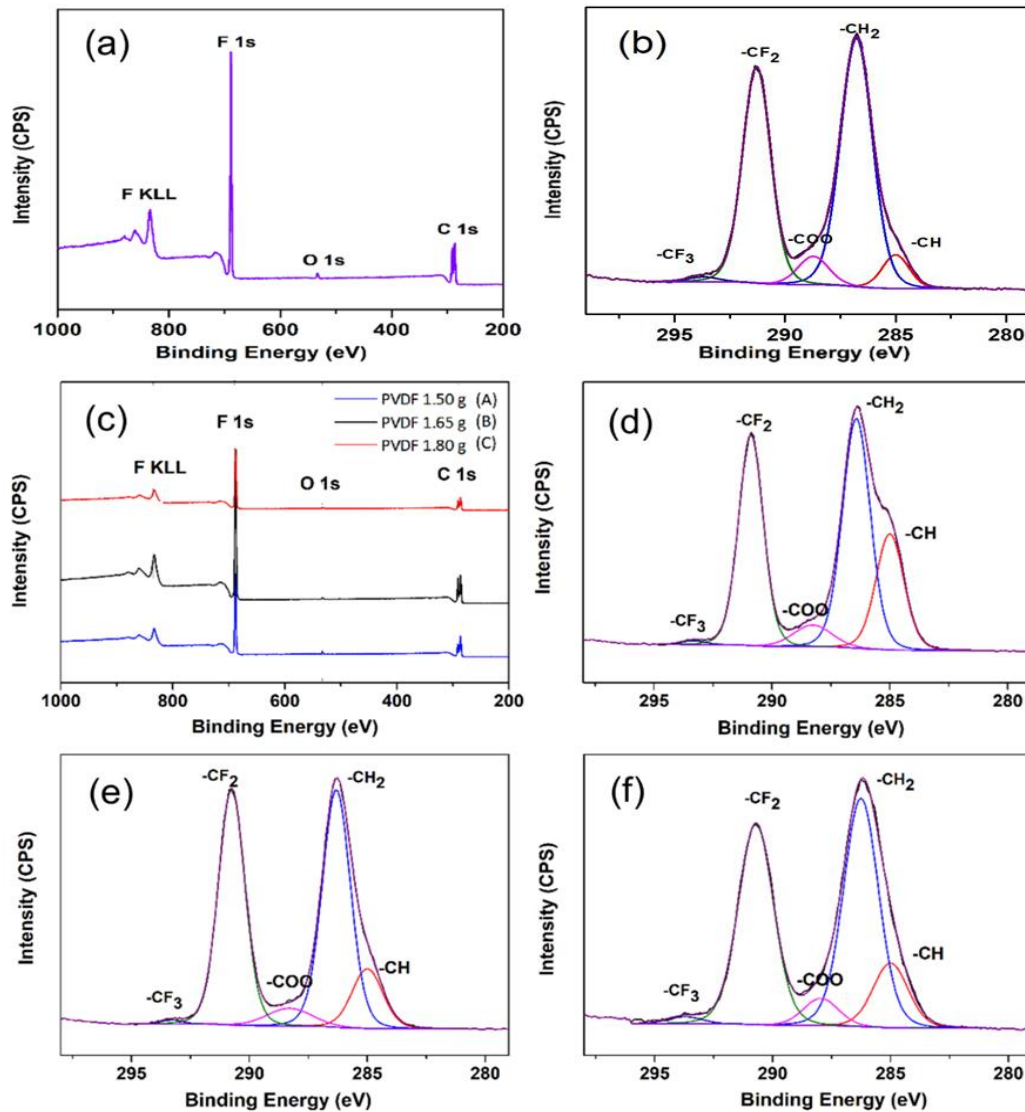 (a)
F 1s
F KLL
O 1s
C 1s
Intensity (CPS)
1000 800 600 400 200
Binding Energy (eV)
(b)
-CH2
-CF2
-COO
-CH
-CF3
Intensity (CPS)
295 290 285 280
Binding Energy (eV)
(c)
PVDF 1.50 g (A)
PVDF 1.65 g (B)
PVDF 1.80 g (C)
F 1s
F KLL
O 1s
C 1s
Intensity (CPS)
1000 800 600 400 200
Binding Energy (eV)
(d)
-CH2
-CF2
-CH
-COO
-CF3
Intensity (CPS)
295 290 285 280
Binding Energy (eV)
(e)
-CF2
-CH2
-CH
-COO
-CF3
Intensity (CPS)
295 290 285 280
Binding Energy (eV)
(f)
-CH2
-CF2
-CH
-COO
-CF3
Intensity (CPS)
295 290 285 280
Binding Energy (eV)